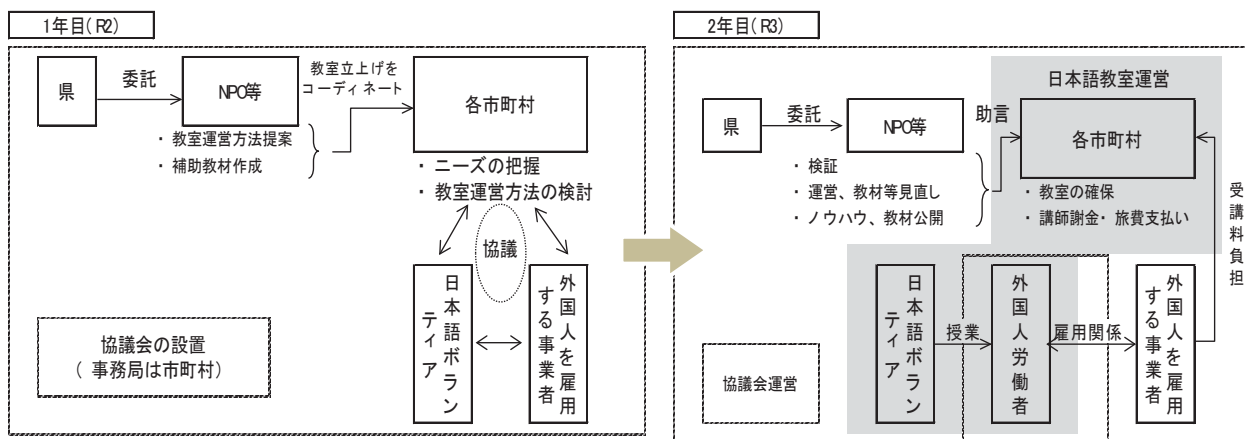 1年目(R2)
県
委託
NPO等
教室立上げを
コーディネート
各市町村
・教室運営方法提案
・補助教材作成
・ニーズの把握
・教室運営方法の検討
協議
日本語ボラン
ティア
外国人を雇用
する事業者
協議会の設置
(事務局は市町村)
2年目(R3)
日本語教室運営
県
委託
NPO等
助言
各市町村
・検証
・運営、教材等見直し
・ノウハウ、教材公開
・教室の確保
・講師謝金・旅費支払い
受講料負担
日本語ボラン
ティア
授業
外国人労働者
雇用関係
外国人を雇用
する事業者
協議会運営